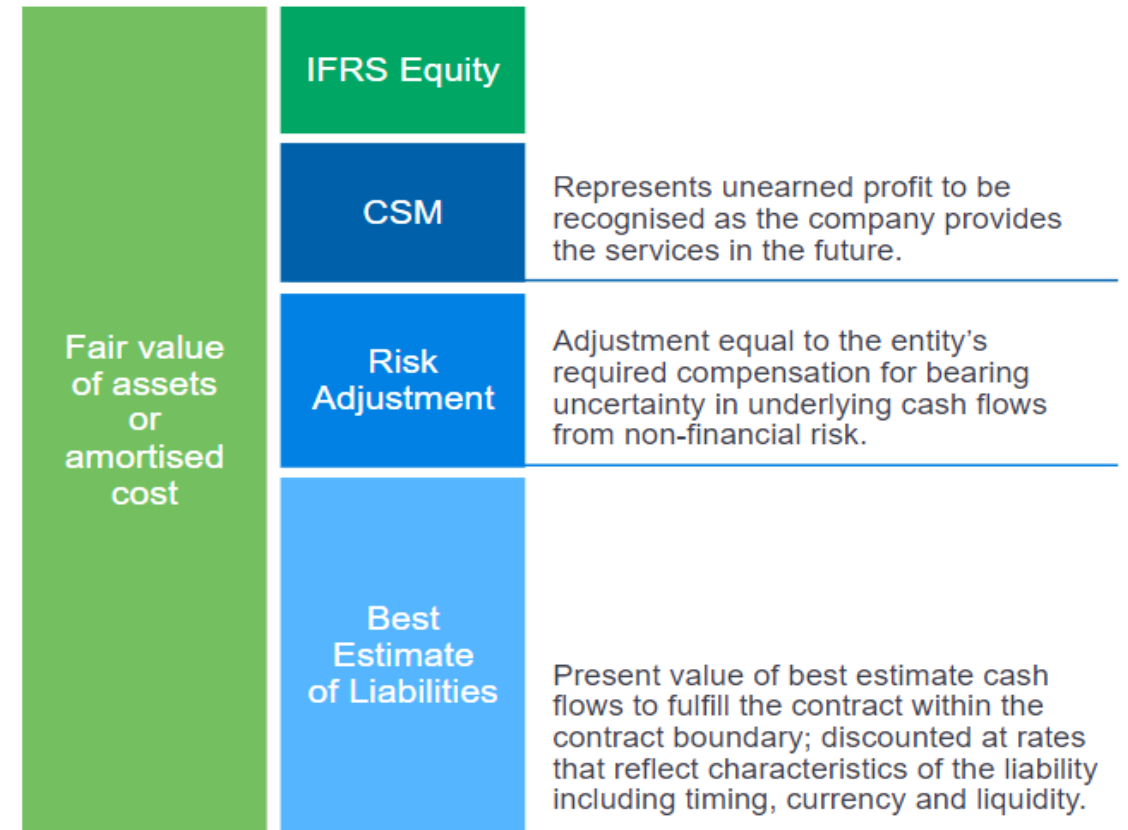 Fair value
of assets
or
amortised
cost
IFRS Equity
CSM
Represents unearned profit to be
recognised as the company provides
the services in the future.
Risk
Adjustment
Adjustment equal to the entity’s
required compensation for bearing
uncertainty in underlying cash flows
from non-financial risk.
Best
Estimate
of Liabilities
Present value of best estimate cash
flows to fulfill the contract within the
contract boundary; discounted at rates
that reflect characteristics of the liability
including timing, currency and liquidity.